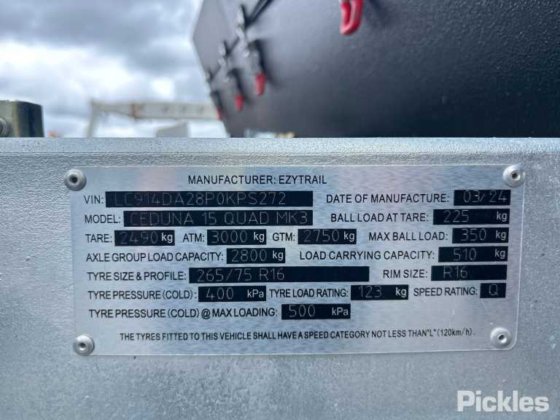 MANUFACTURER: EZYTRAIL
VIN: LC914DA28P0KPS272 DATE OF MANUFACTURE: 03/24
MODEL: CEDUNA 15 QUAD MK3 BALL LOAD AT TARE: 225 kg
TARE: 2490 kg ATM: 3000 kg GTM: 2750 kg MAX BALL LOAD: 350 kg
AXLE GROUP LOAD CAPACITY: 2800 kg LOAD CARRYING CAPACITY: 510 kg
TYRE SIZE & PROFILE: 265/75 R16 RIM SIZE: R16
TYRE PRESSURE (COLD): 400 kPa TYRE LOAD RATING: 123 kg SPEED RATING: Q
TYRE PRESSURE (COLD) @ MAX LOADING: 500 kPa
THE TYRES FITTED TO THIS VEHICLE SHALL HAVE A SPEED CATEGORY NOT LESS THAN "L" (120km/h).
Pickles